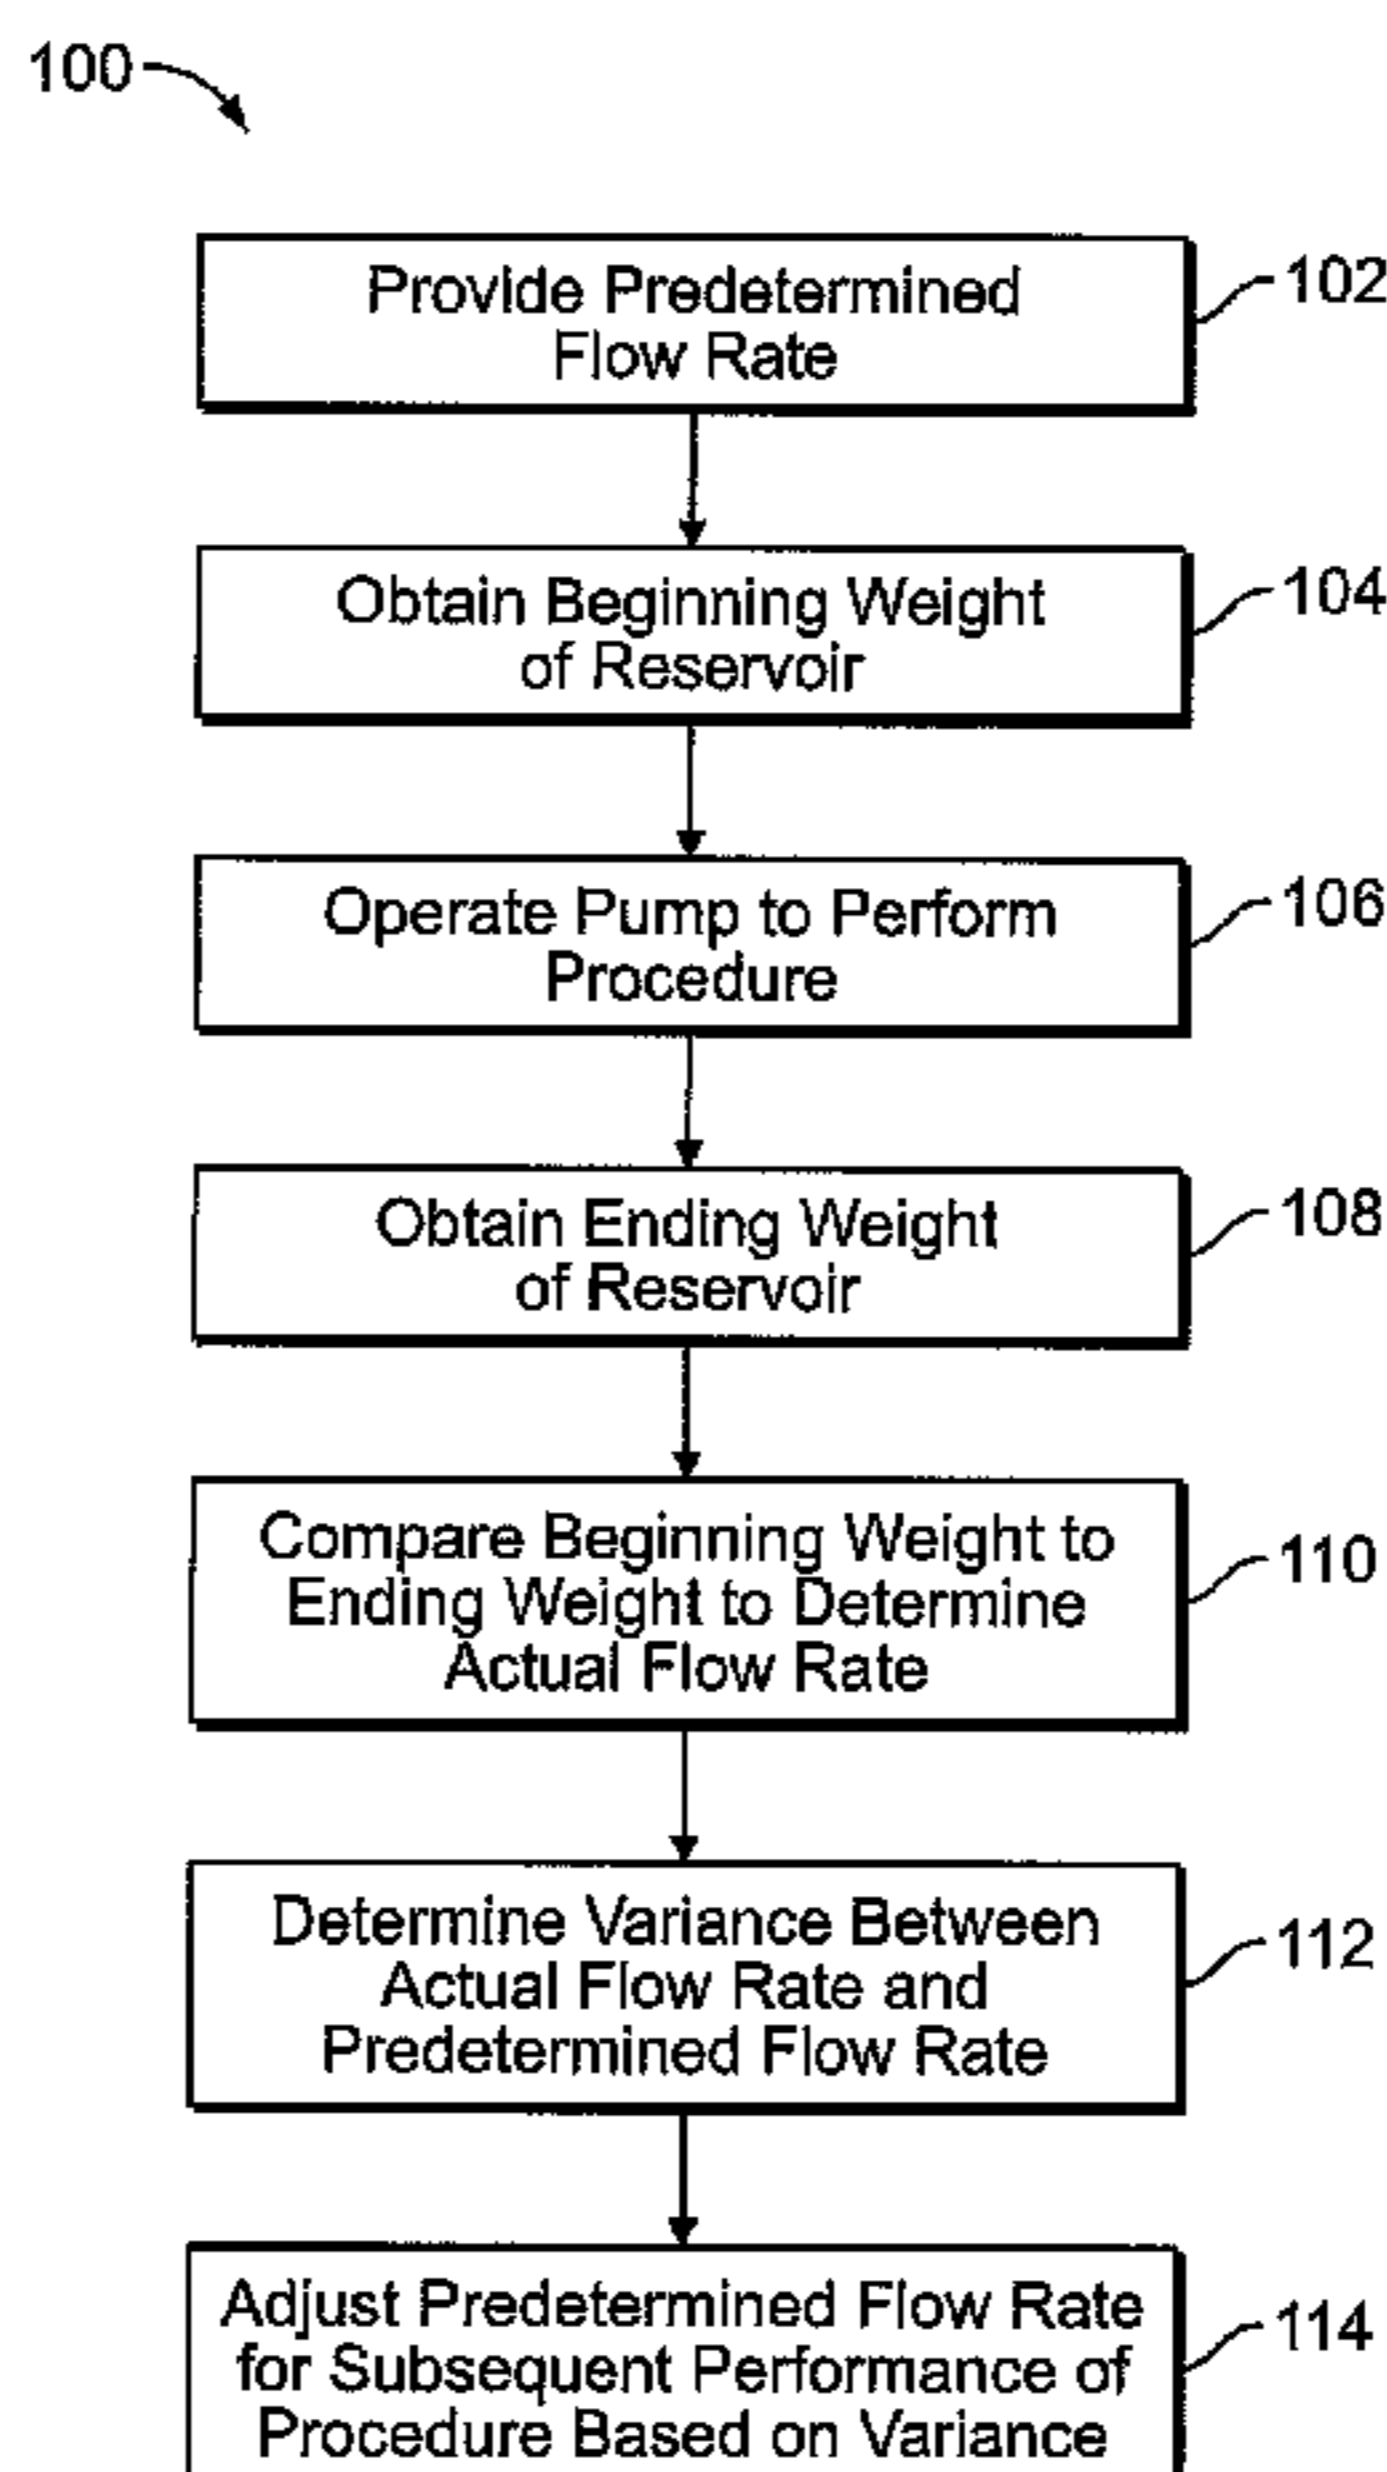 100
Provide Predetermined
Flow Rate
102
Obtain Beginning Weight
of Reservoir
104
Operate Pump to Perform
Procedure
106
Obtain Ending Weight
of Reservoir
108
Compare Beginning Weight to
Ending Weight to Determine
Actual Flow Rate
110
Determine Variance Between
Actual Flow Rate and
Predetermined Flow Rate
112
Adjust Predetermined Flow Rate
for Subsequent Performance of
Procedure Based on Variance
114